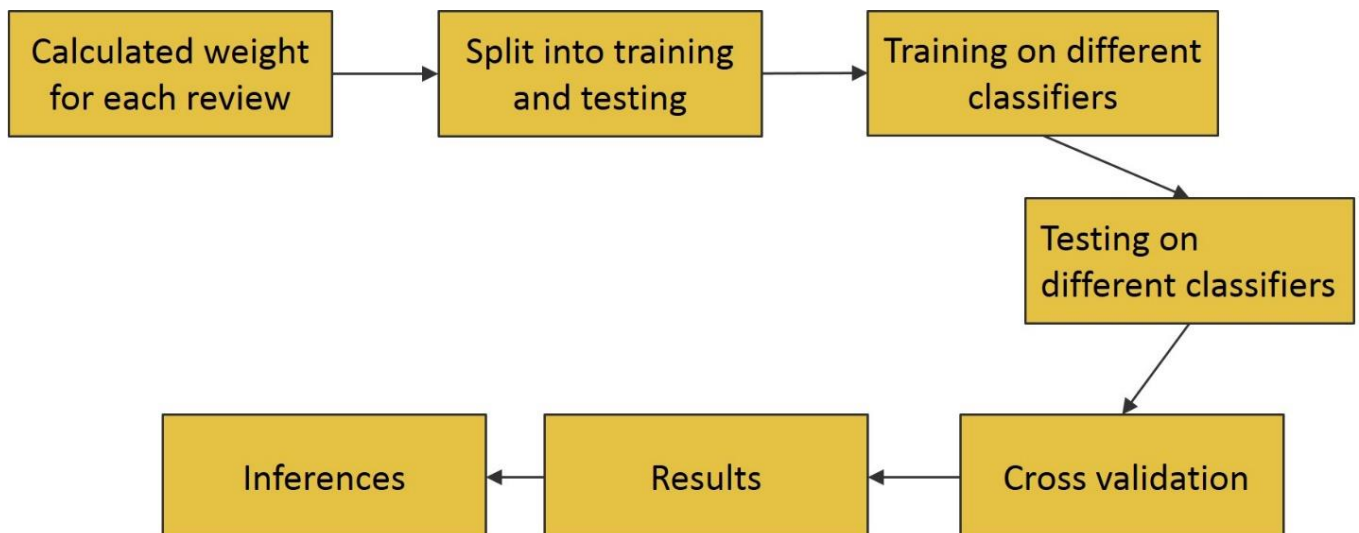 Calculated weight
for each review
Split into training
and testing
Training on different
classifiers
Testing on
different classifiers
Cross validation
Results
Inferences